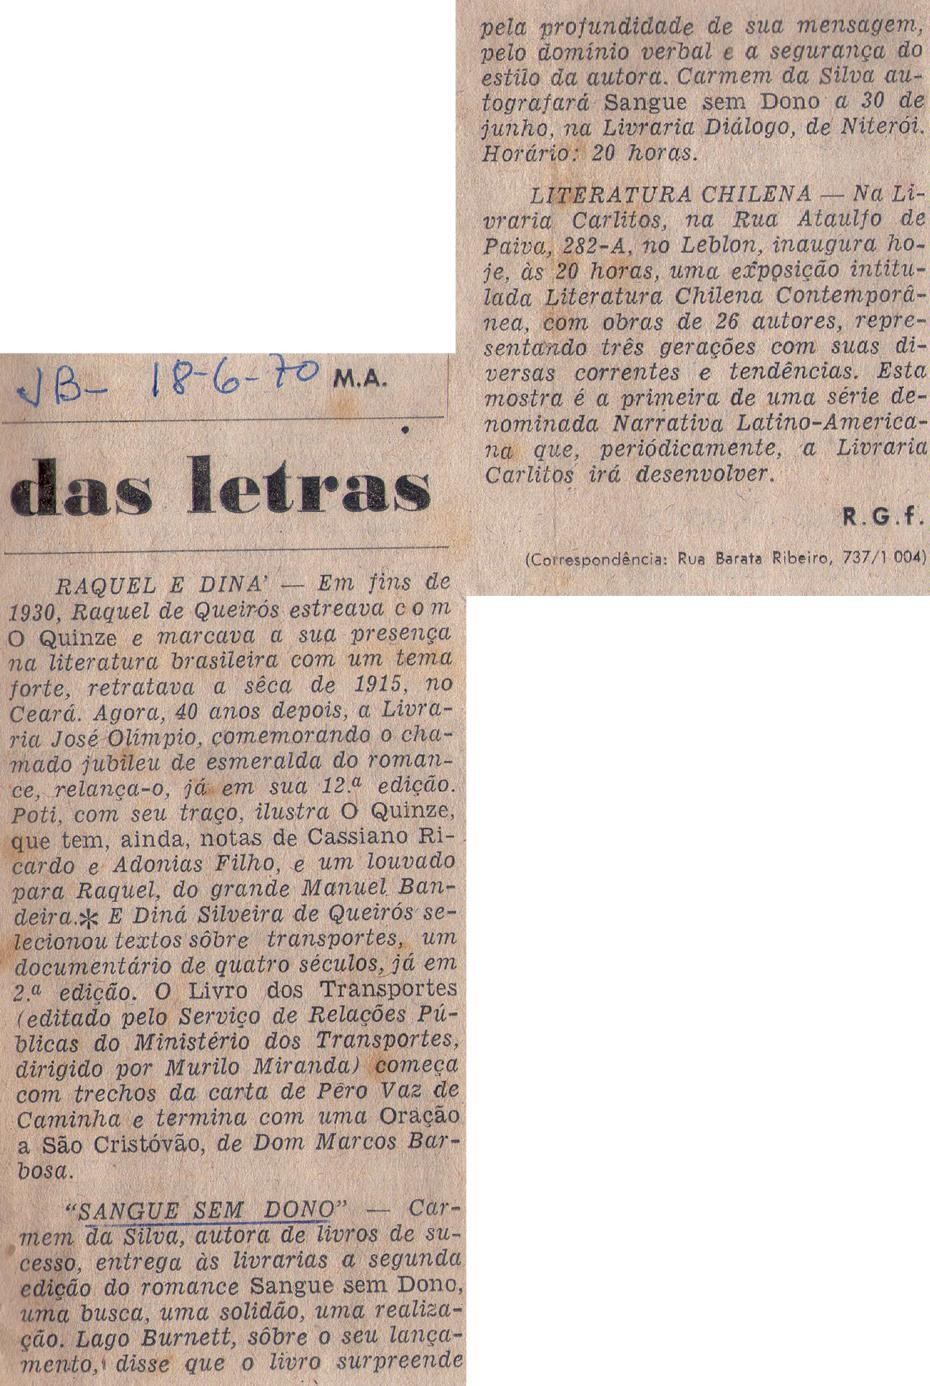 JB- 18-6-70 M.A.
das letras
RAQUEL E DINA' — Em fins de
1930, Raquel de Queirós estreava com
O Quinze e marcava a sua presença
na literatura brasileira com um tema
forte, retratava a sêca de 1915, no
Ceará. Agora, 40 anos depois, a Livra-
ria José Olímpio, comemorando o cha-
mado jubileu de esmeralda do roman-
ce, relança-o, já em sua 12.ª edição.
Poti, com seu traço, ilustra O Quinze,
que tem, ainda, notas de Cassiano Ri-
cardo e Adonias Filho, e um louvado
para Raquel, do grande Manuel Ban-
deira.* E Diná Silveira de Queirós se-
lecionou textos sôbre transportes, um
documentário de quatro séculos, já em
2.ª edição. O Livro dos Transportes
(editado pelo Serviço de Relações Pú-
blicas do Ministério dos Transportes,
dirigido por Murilo Miranda) começa
com trechos da carta de Pêro Vaz de
Caminha e termina com uma Oração
a São Cristóvão, de Dom Marcos Bar-
bosa.
"SANGUE SEM DONO" — Car-
mem da Silva, autora de livros de su-
cesso, entrega às livrarias a segunda
edição do romance Sangue sem Dono,
uma busca, uma solidão, uma realiza-
ção. Lago Burnett, sôbre o seu lança-
mento, disse que o livro surpreende
pela profundidade de sua mensagem,
pelo domínio verbal e a segurança do
estilo da autora. Carmem da Silva au-
tografará Sangue sem Dono a 30 de
junho, na Livraria Diálogo, de Niterói.
Horário: 20 horas.
LITERATURA CHILENA — Na Li-
vraria Carlitos, na Rua Ataulfo de
Paiva, 282-A, no Leblon, inaugura ho-
je, às 20 horas, uma exposição intitu-
lada Literatura Chilena Contemporâ-
nea, com obras de 26 autores, repre-
sentando três gerações com suas di-
versas correntes e tendências. Esta
mostra é a primeira de uma série de-
nominada Narrativa Latino-America-
na que, periòdicamente, a Livraria
Carlitos irá desenvolver.
R.G.f.
(Correspondência: Rua Barata Ribeiro, 737/1 004)